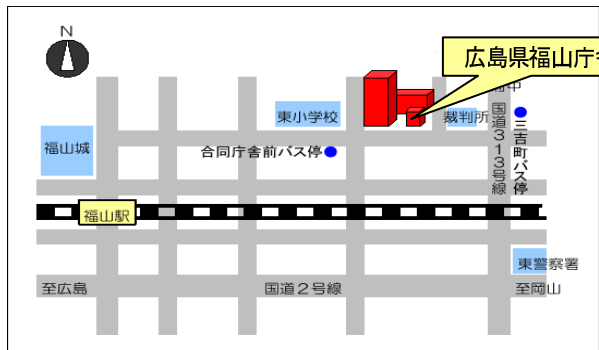 N
広島県福山庁
府中
東小学校
裁判所
国道313号線
三吉町バス停
福山城
合同庁舎前バス停
福山駅
東警察署
至広島
国道2号線
至岡山